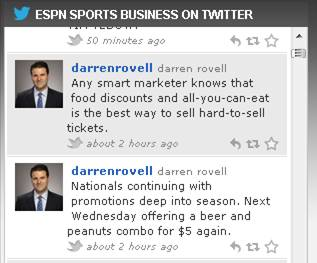 ESPN SPORTS BUSINESS ON TWITTER
50 minutes ago
darrenrovell darren rovell
Any smart marketer knows that
food discounts and all-you-can-eat
is the best way to sell hard-to-sell
tickets.
about 2 hours ago
darrenrovell darren rovell
Nationals continuing with
promotions deep into season. Next
Wednesday offering a beer and
peanuts combo for $5 again.
about 2 hours ago